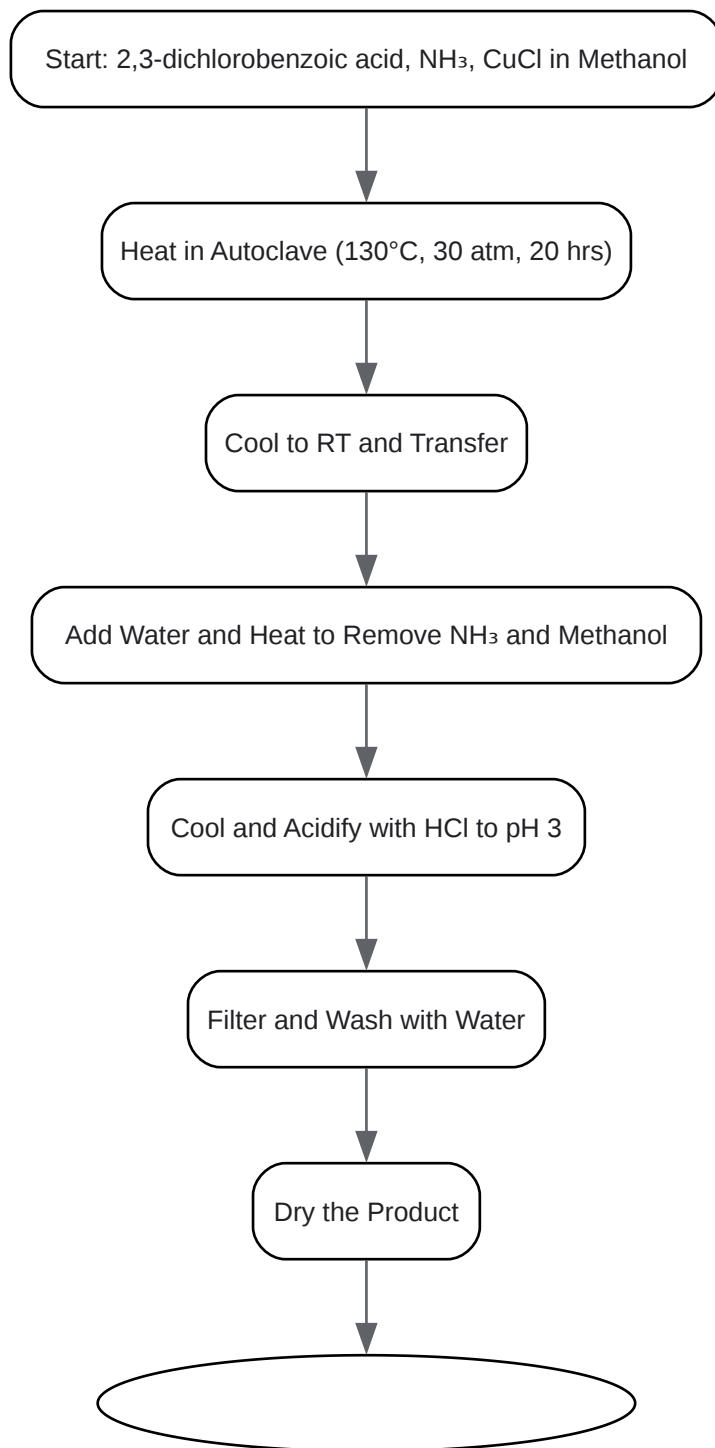 Start: 2,3-dichlorobenzoic acid, NH₃, CuCl in Methanol
Heat in Autoclave (130°C, 30 atm, 20 hrs)
Cool to RT and Transfer
Add Water and Heat to Remove NH₃ and Methanol
Cool and Acidify with HCl to pH 3
Filter and Wash with Water
Dry the Product